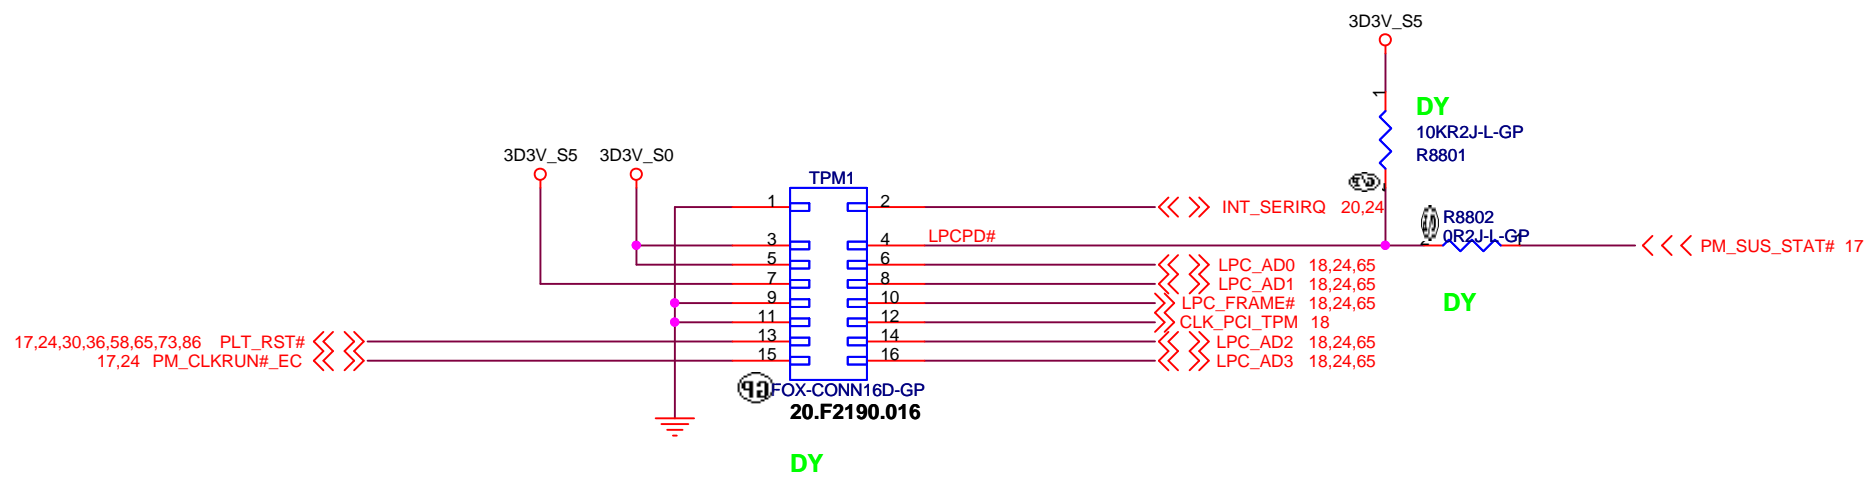 3D3V_S5
1
DY
10KR2J-L-GP
R8801
3D3V_S5 3D3V_S0
TPM1
1 2 INT_SERIRQ 20,24
R8802
0R2J-L-GP
3 4 LPCPD# 2 1 PM_SUS_STAT# 17
5 6 LPC_AD0 18,24,65
7 8 LPC_AD1 18,24,65
9 10 LPC_FRAME# 18,24,65
DY
11 12 CLK_PCI_TPM 18
17,24,30,36,58,65,73,86 PLT_RST# 13 14 LPC_AD2 18,24,65
17,24 PM_CLKRUN#_EC 15 16 LPC_AD3 18,24,65
FOX-CONN16D-GP
20.F2190.016
DY